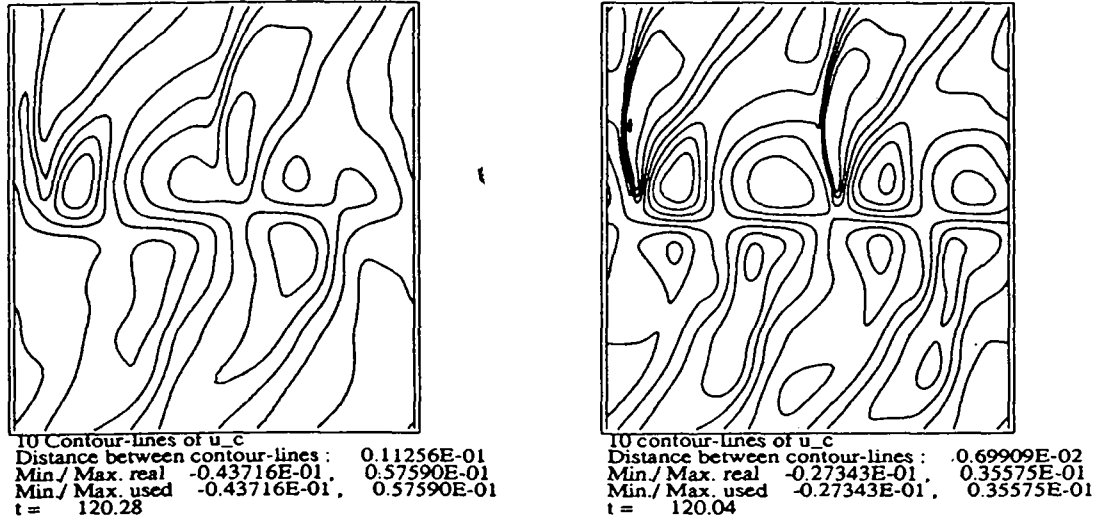 10 Contour-lines of u_c
Distance between contour-lines : 0.11256E-01
Min./ Max. real -0.43716E-01, 0.57590E-01
Min./ Max. used -0.43716E-01, 0.57590E-01
t = 120.28
10 contour-lines of u_c
Distance between contour-lines : 0.69909E-02
Min./ Max. real -0.27343E-01, 0.35575E-01
Min./ Max. used -0.27343E-01, 0.35575E-01
t = 120.04